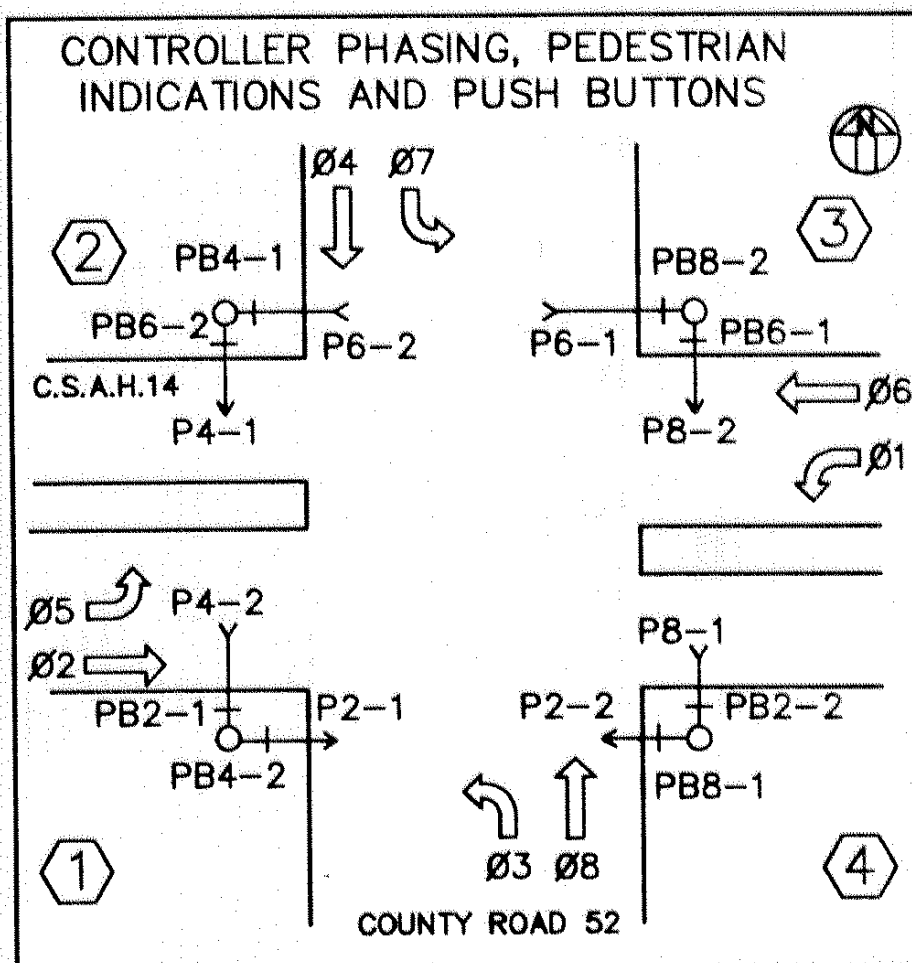 CONTROLLER PHASING, PEDESTRIAN
INDICATIONS AND PUSH BUTTONS
N
Ø4 Ø7
2
3
PB4-1
PB8-2
PB6-2
P6-2
P6-1
PB6-1
C.S.A.H.14
Ø6
P4-1
P8-2
Ø1
Ø5
P4-2
P8-1
Ø2
PB2-1
P2-1
P2-2
PB2-2
PB4-2
PB8-1
1
Ø3 Ø8
4
COUNTY ROAD 52